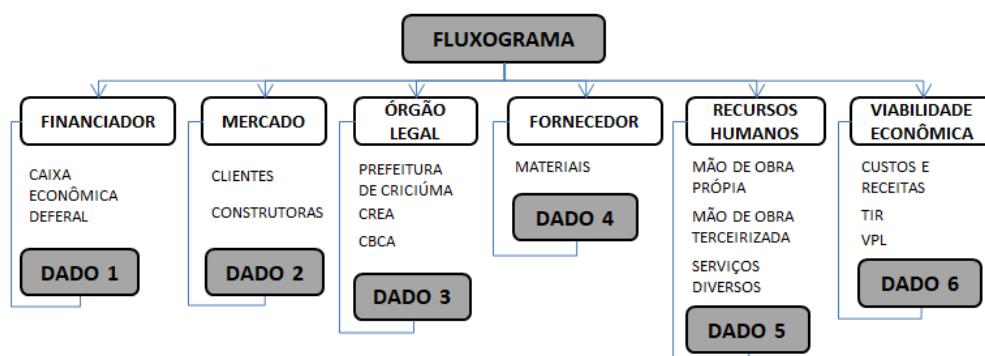 FLUXOGRAMA
FINANCIADOR
CAIXA
ECONÔMICA
DEFERAL
DADO 1
MERCADO
CLIENTES
CONSTRUTORAS
DADO 2
ÓRGÃO
LEGAL
PREFEITURA
DE CRICIÚMA
CREA
CBCA
DADO 3
FORNECEDOR
MATERIAIS
DADO 4
RECURSOS
HUMANOS
MÃO DE OBRA
PRÓPIA
MÃO DE OBRA
TERCEIRIZADA
SERVIÇOS
DIVERSOS
DADO 5
VIABILIDADE
ECONÔMICA
CUSTOS E
RECEITAS
TIR
VPL
DADO 6